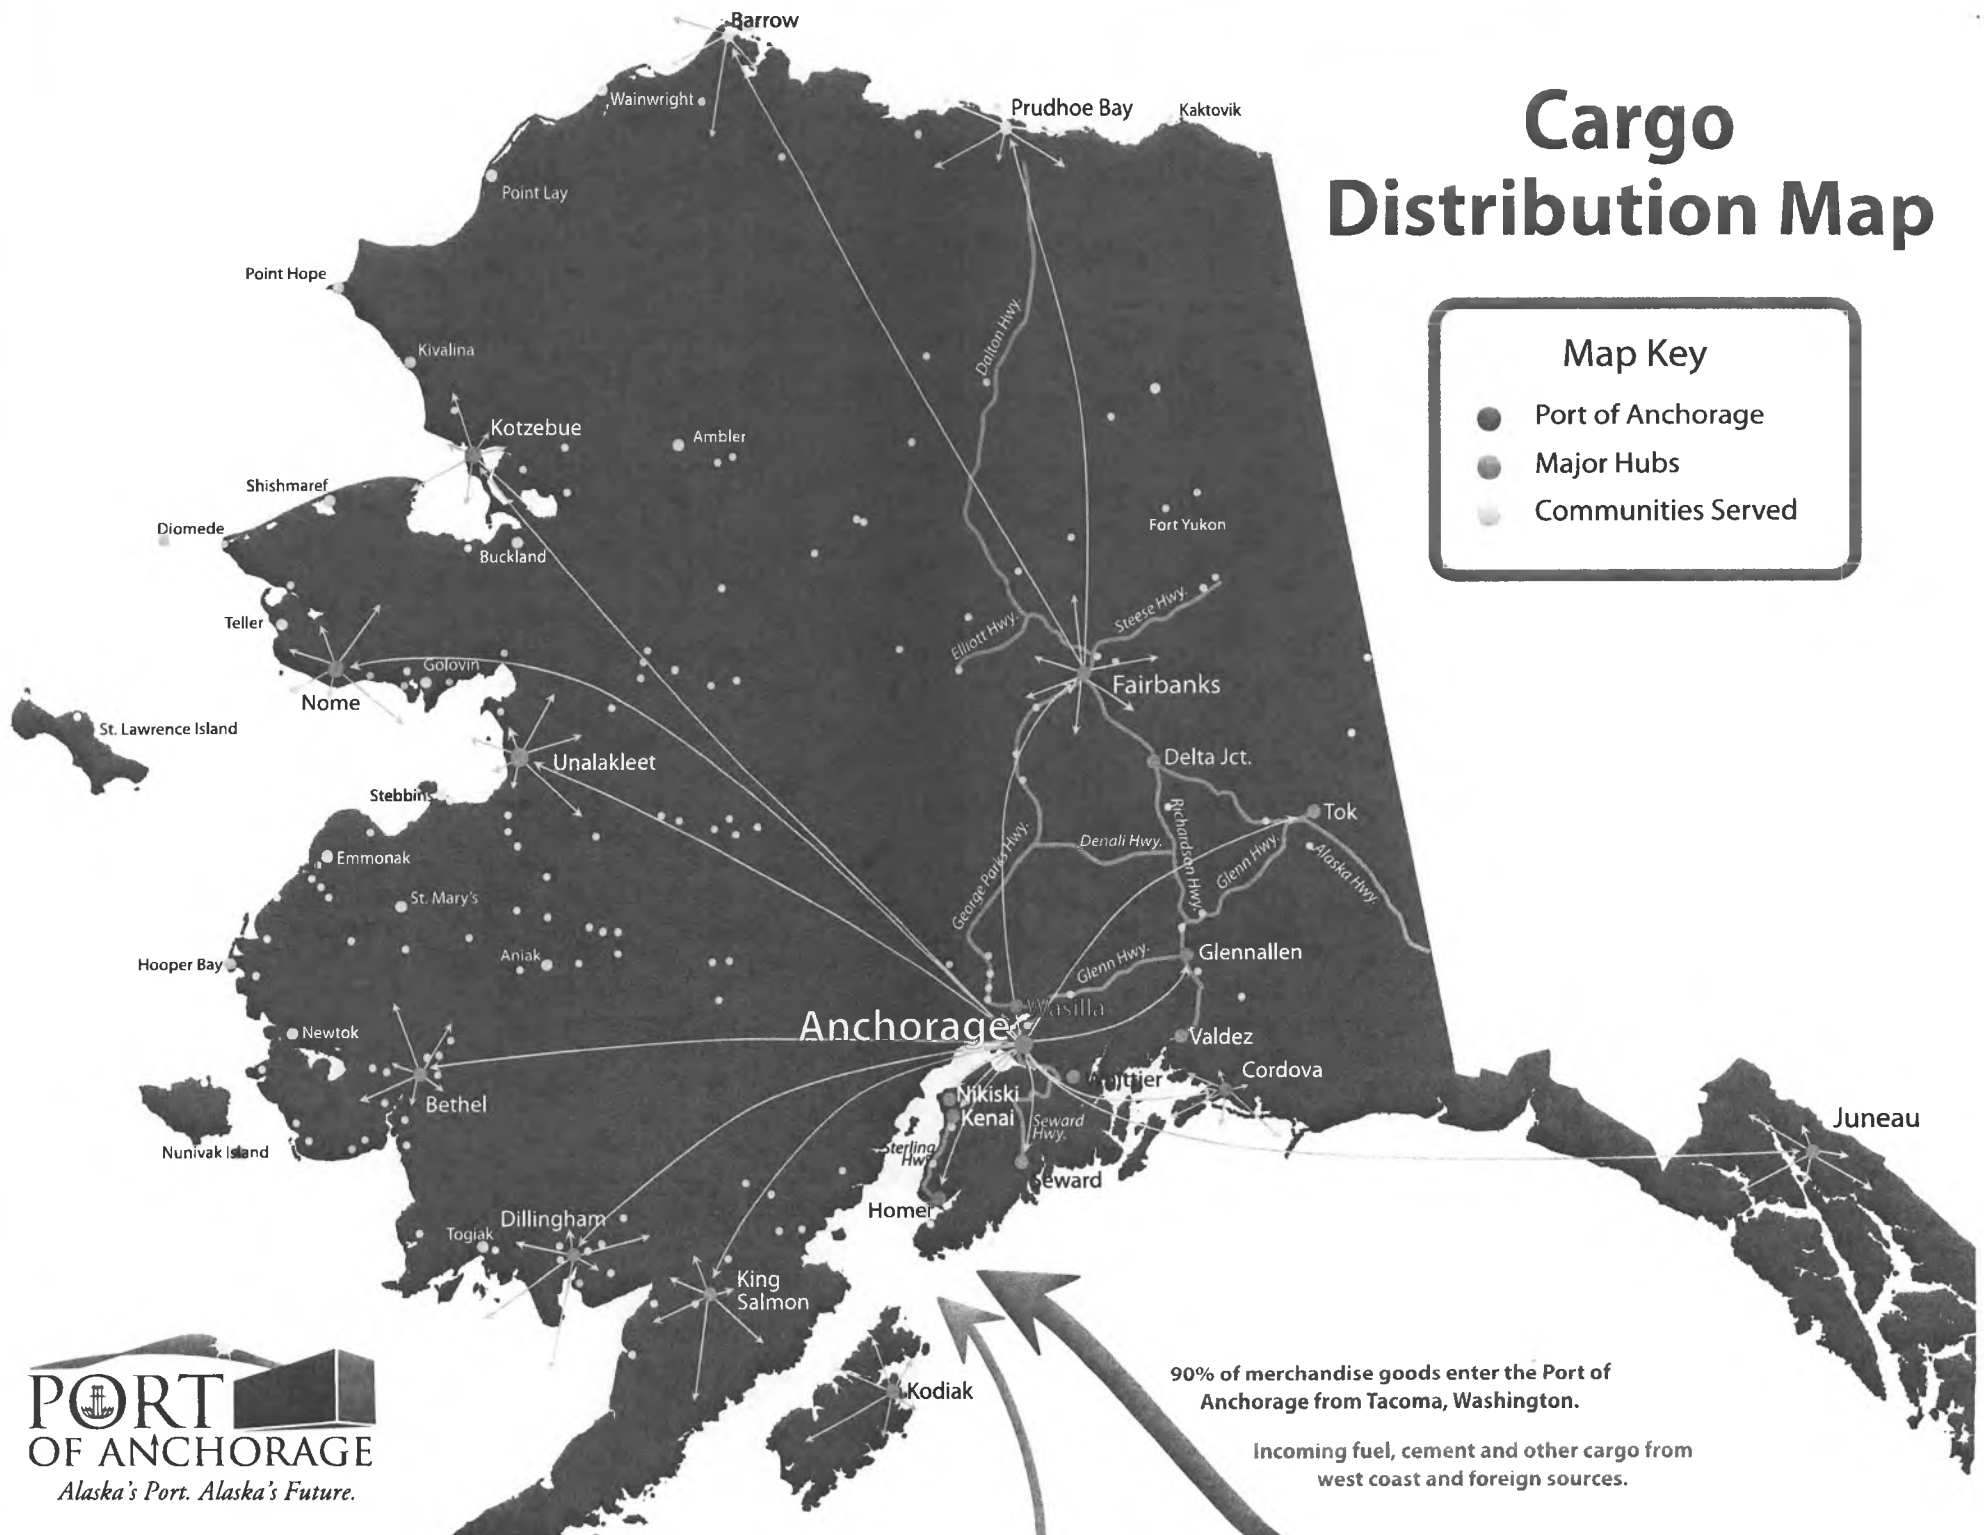 Cargo
Distribution Map
Map Key
Port of Anchorage
Major Hubs
Communities Served
Barrow
Wainwright
Prudhoe Bay
Kaktovik
Point Lay
Point Hope
Kivalina
Dalton Hwy.
Kotzebue
Ambler
Shishmaref
Diomede
Buckland
Fort Yukon
Teller
Elliott Hwy.
Steese Hwy.
Golovin
Nome
Fairbanks
St. Lawrence Island
Unalakleet
Delta Jct.
Stebbins
Tok
Richardson Hwy.
Denali Hwy.
George Parks Hwy.
Glenn Hwy.
Alaska Hwy.
Emmonak
St. Mary's
Aniak
Hooper Bay
Glenn Hwy.
Glennallen
Wasilla
Anchorage
Newtok
Valdez
Whittier
Cordova
Bethel
Nikiski
Kenai
Seward
Hwy.
Juneau
Nunivak Island
Sterling
Hwy.
Seward
Homer
Dillingham
Togiak
King
Salmon
Kodiak
90% of merchandise goods enter the Port of
Anchorage from Tacoma, Washington.
Incoming fuel, cement and other cargo from
west coast and foreign sources.
PORT
OF ANCHORAGE
Alaska's Port. Alaska's Future.